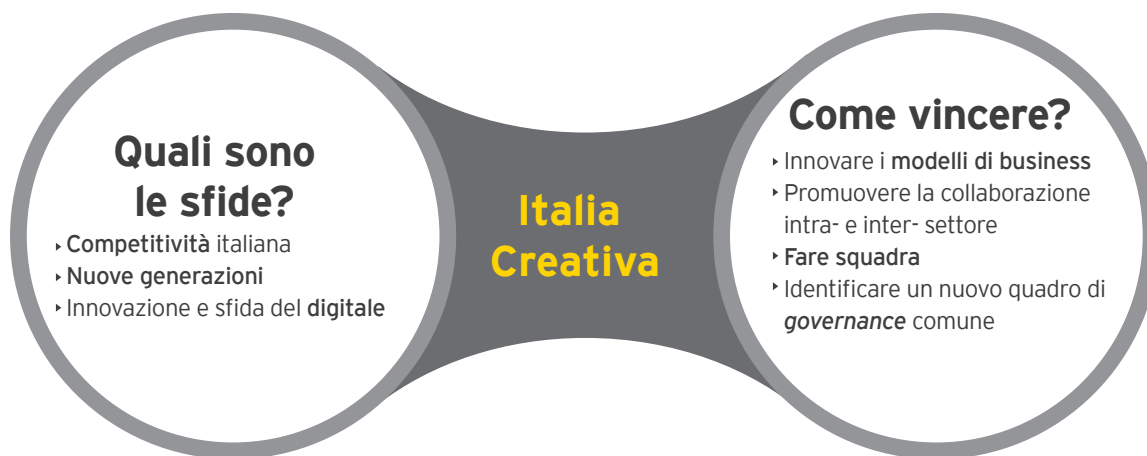 Quali sono
le sfide?
‣ Competitività italiana
‣ Nuove generazioni
‣ Innovazione e sfida del digitale
Italia
Creativa
Come vincere?
‣ Innovare i modelli di business
‣ Promuovere la collaborazione
intra- e inter- settore
‣ Fare squadra
‣ Identificare un nuovo quadro di
governance comune